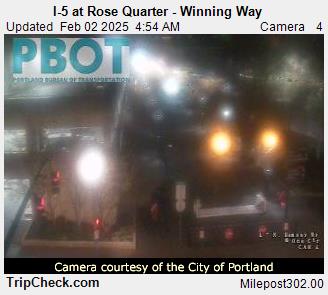 I-5 at Rose Quarter - Winning Way
Updated Feb 02 2025 4:54 AM Camera 4
PBOT
PORTLAND BUREAU OF TRANSPORTATION
Camera courtesy of the City of Portland
TripCheck.com Milepost302.00